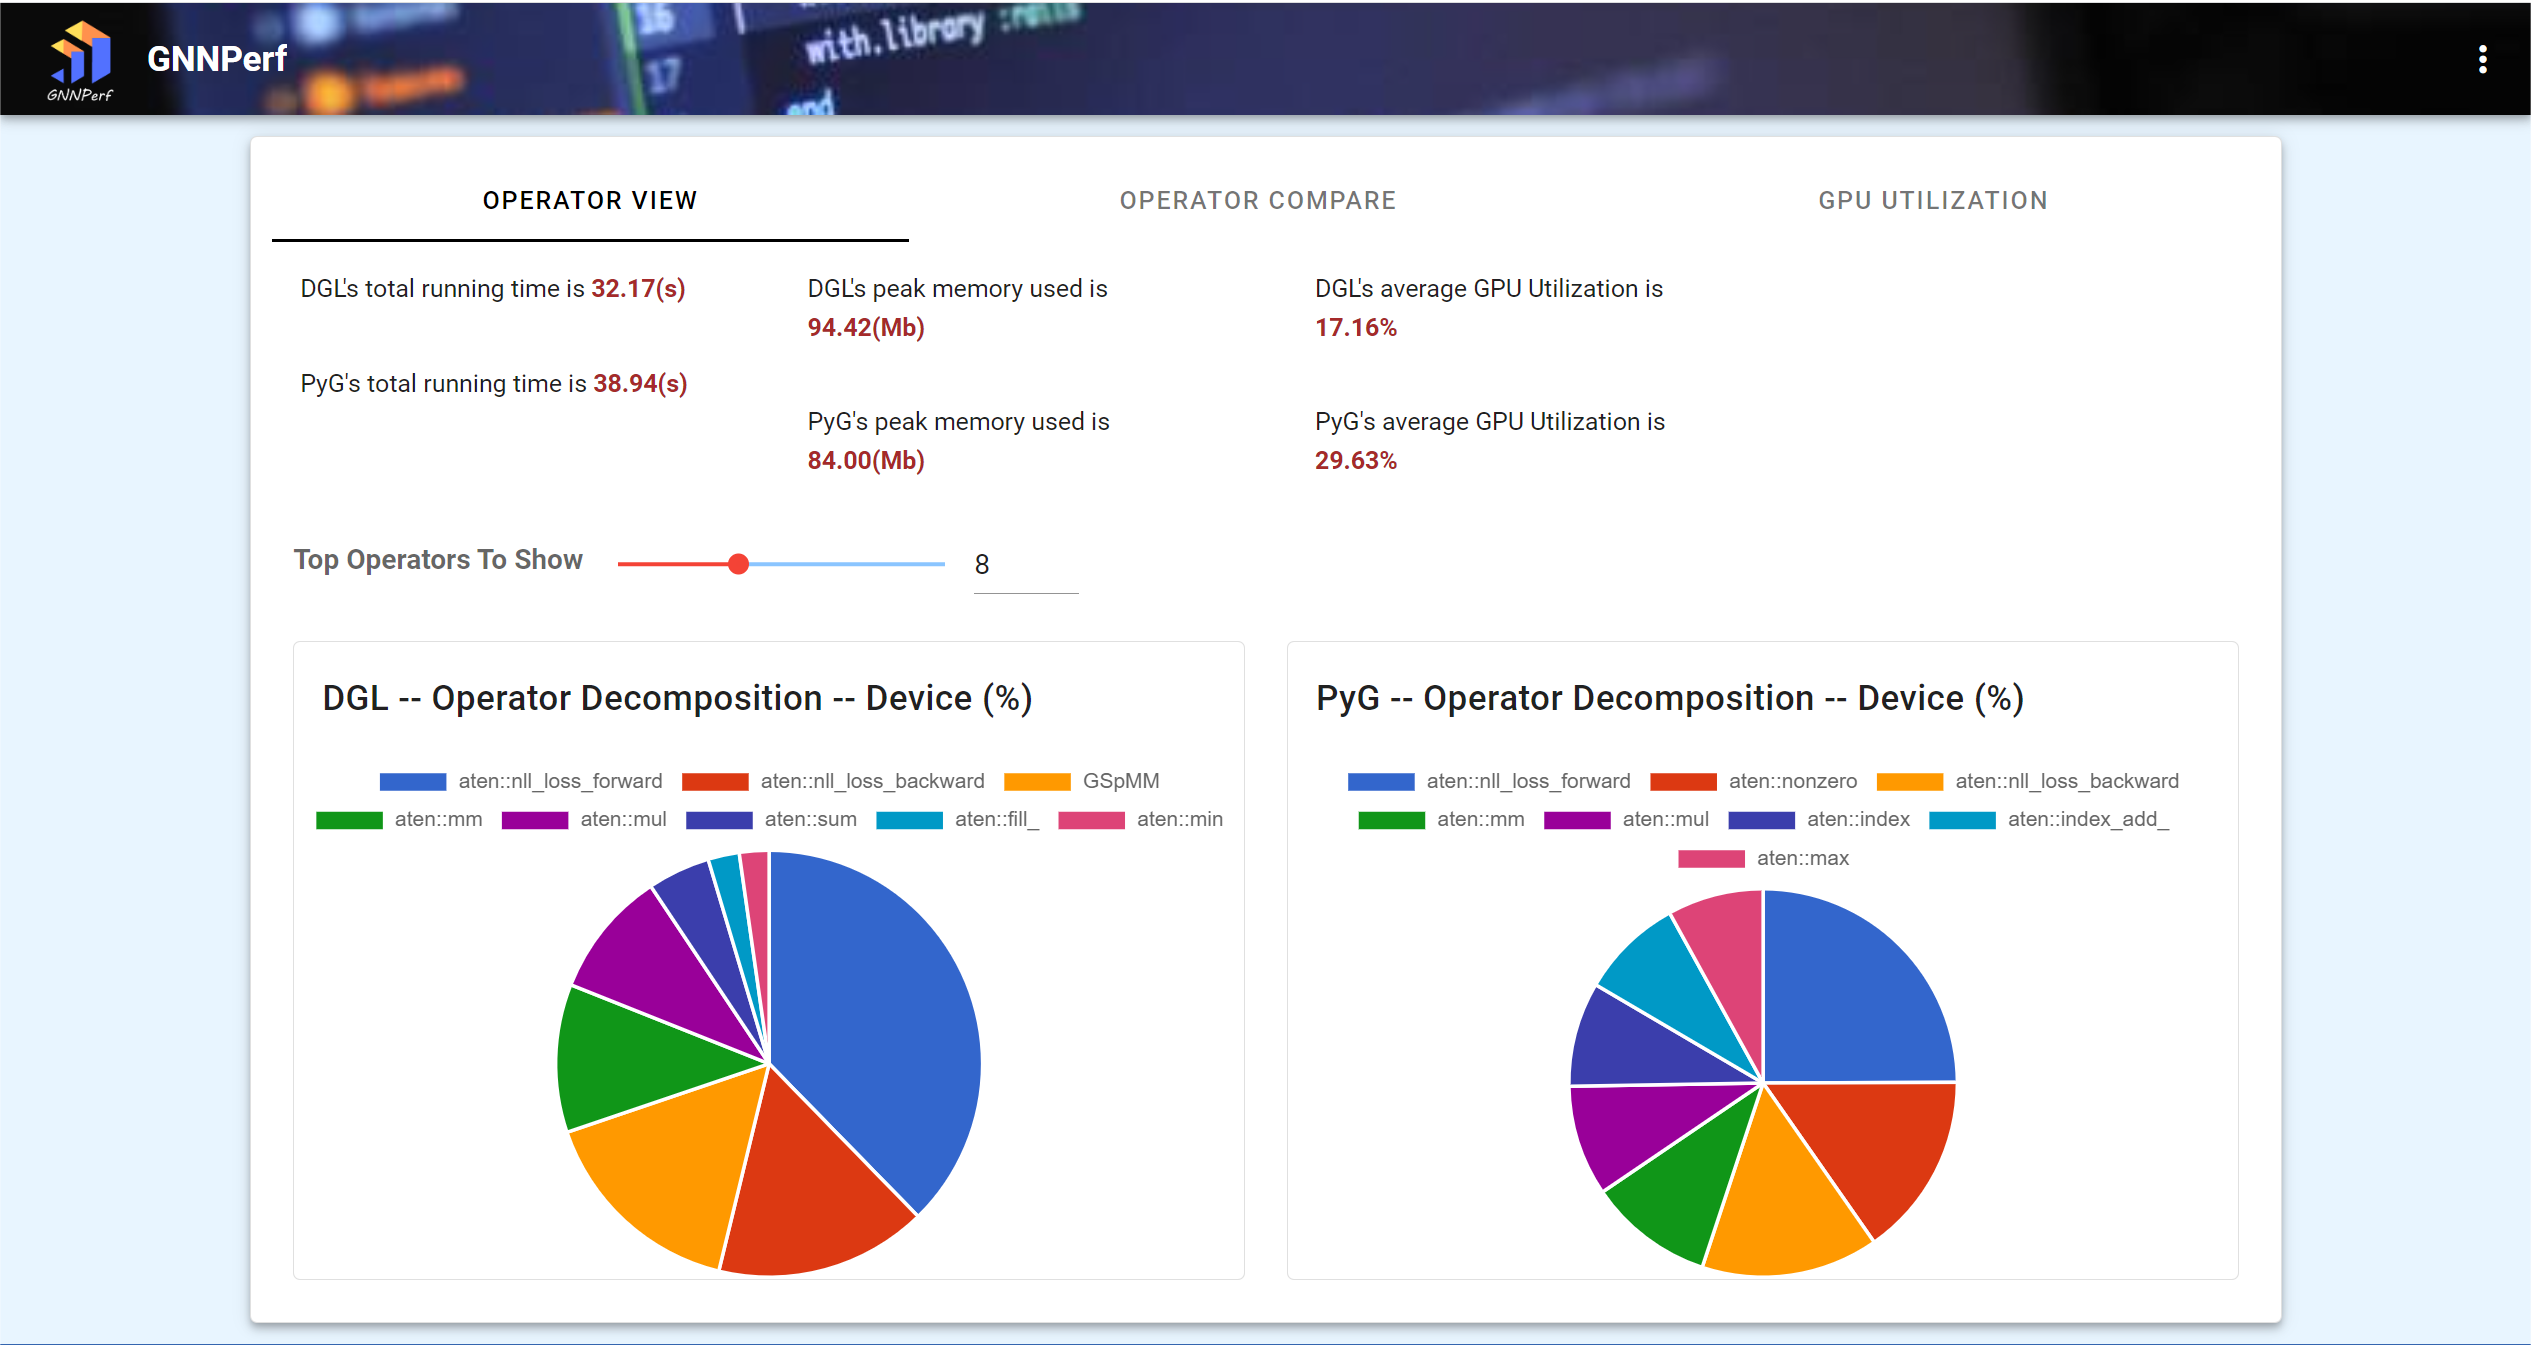 GNNPerf
GNNPerf
16
with.library :rails
17
end
OPERATOR VIEW
OPERATOR COMPARE
GPU UTILIZATION
DGL's total running time is 32.17(s)
DGL's peak memory used is
94.42(Mb)
DGL's average GPU Utilization is
17.16%
PyG's total running time is 38.94(s)
PyG's peak memory used is
84.00(Mb)
PyG's average GPU Utilization is
29.63%
Top Operators To Show
8
DGL -- Operator Decomposition -- Device (%)
aten::nll_loss_forward aten::nll_loss_backward GSpMM
aten::mm aten::mul aten::sum aten::fill_ aten::min
PyG -- Operator Decomposition -- Device (%)
aten::nll_loss_forward aten::nonzero aten::nll_loss_backward
aten::mm aten::mul aten::index aten::index_add_
aten::max